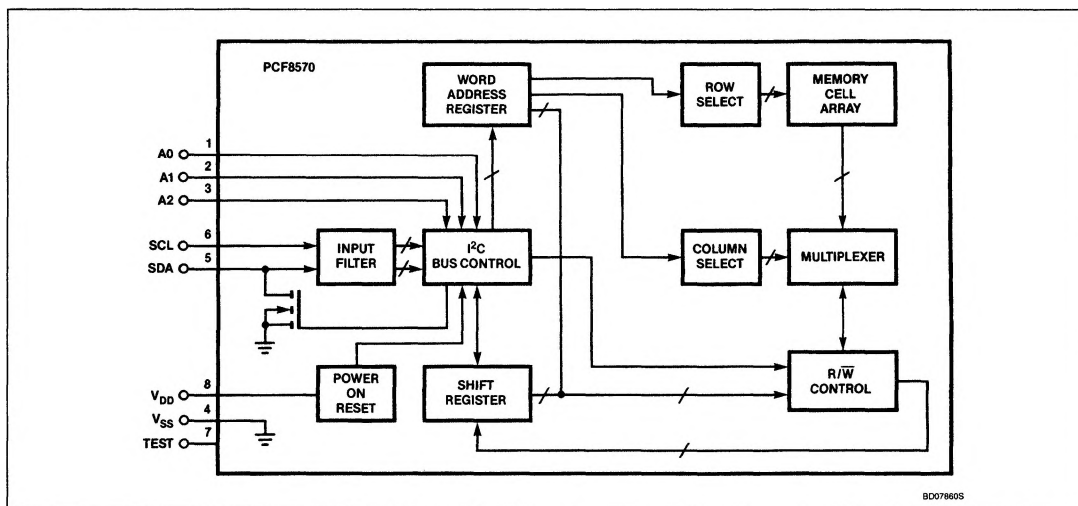 PCF8570
WORD
ADDRESS
REGISTER
ROW
SELECT
MEMORY
CELL
ARRAY
1
A0
2
A1
3
A2
6
SCL
5
SDA
INPUT
FILTER
I²C
BUS CONTROL
COLUMN
SELECT
MULTIPLEXER
8
VDD
4
VSS
7
TEST
POWER
ON
RESET
SHIFT
REGISTER
R/W̅
CONTROL
BD07860S